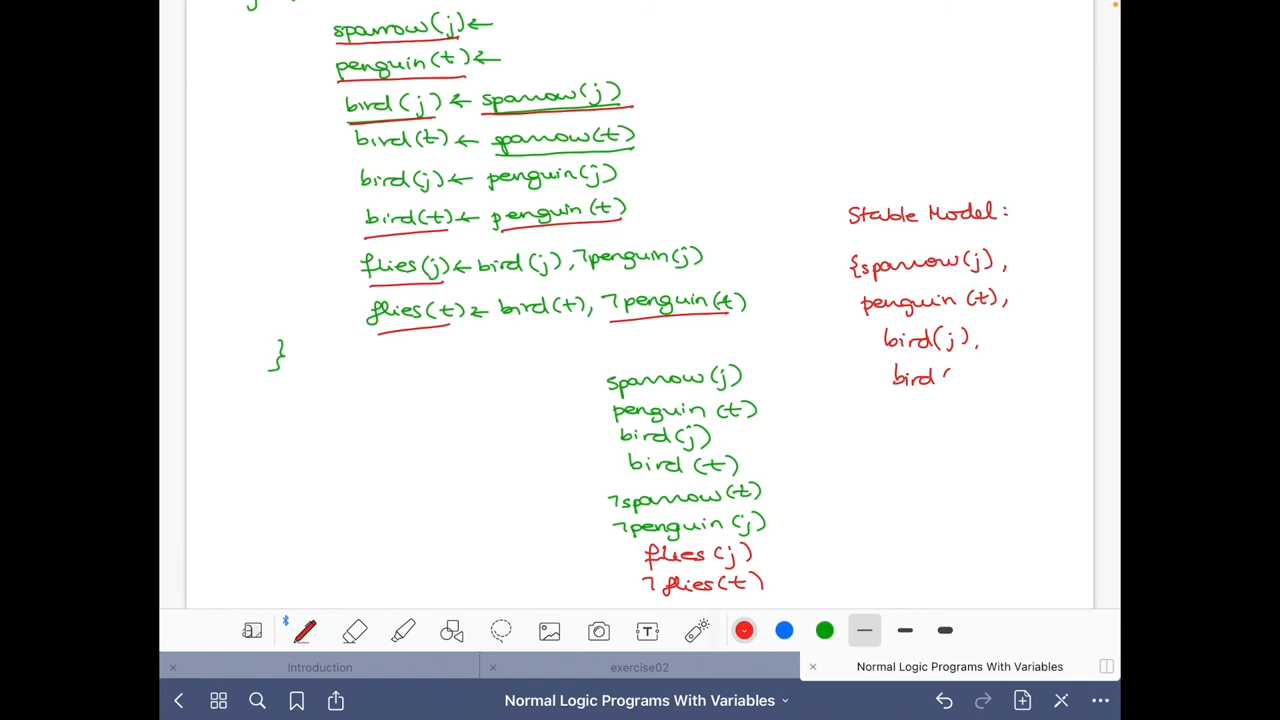 sparrow(j)←
penguin(t)←
bird(j)← sparrow(j)
bird(t)← sparrow(t)
bird(j)← penguin(j)
bird(t)← penguin(t)
flies(j)← bird(j),¬penguin(j)
flies(t)← bird(t), ¬penguin(t)
}
Stable Model:
{sparrow(j),
penguin(t),
bird(j),
bird(
sparrow(j)
penguin(t)
bird(j)
bird(t)
¬sparrow(t)
¬penguin(j)
flies(j)
¬flies(t)
Introduction
exercise02
Normal Logic Programs With Variables
Normal Logic Programs With Variables